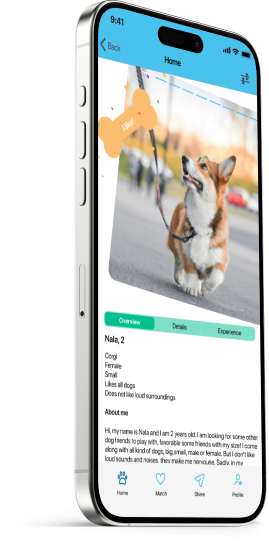 9:41
Back
Home
I like!
Overview Details Experience
Nala, 2
Corgi
Female
Small
Likes all dogs
Does not like loud surroundings
About me
Hi, my name is Nala and I am 2 years old. I am looking for some other
dog friends to play with, favorable some friends with my size! I come
along with all kind of dogs, big,small, male or female. But I don't like
loud sounds and noises, they make me nervouse. Sadly, in my
Home Match Share Profile